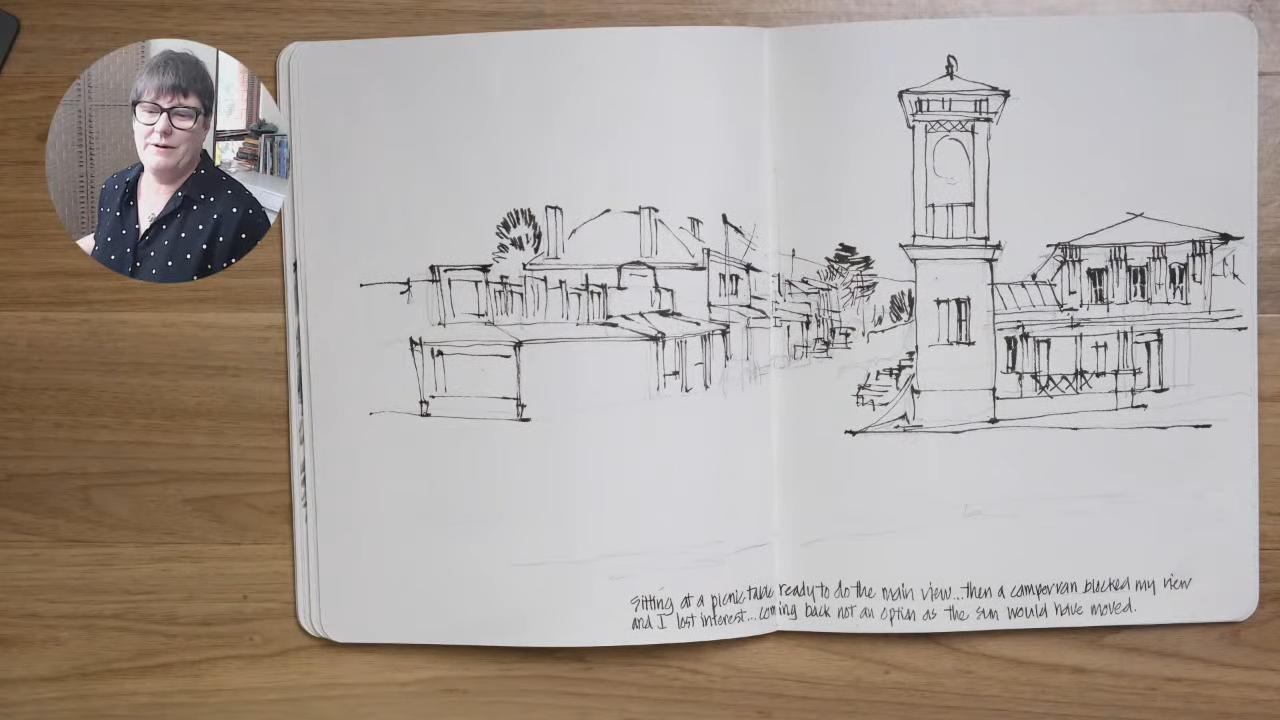 Sitting at a picnic table ready to do the main view...then a campervan blocked my view
and I lost interest...coming back not an option as the sun would have moved.